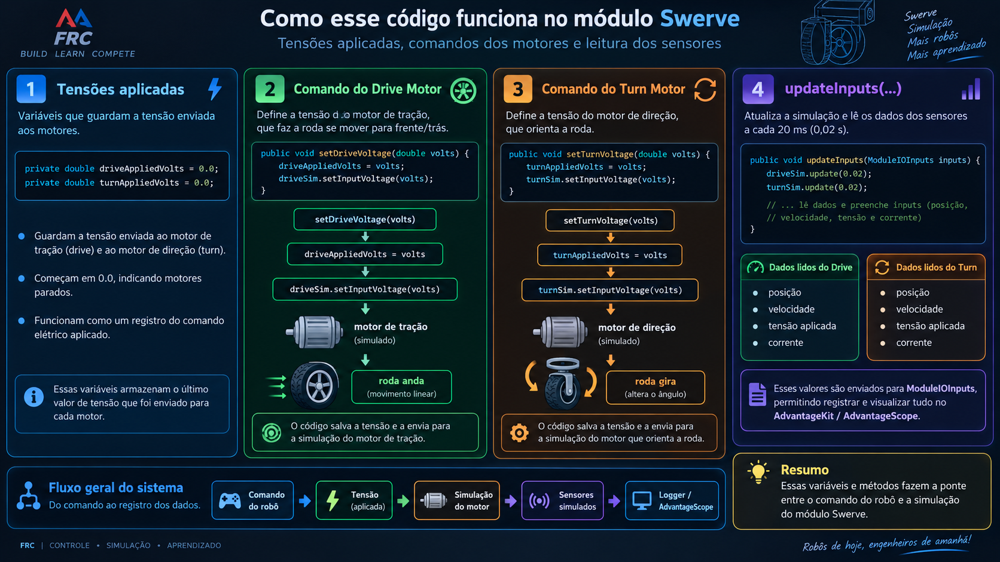 FRC
BUILD LEARN COMPETE
Como esse código funciona no módulo Swerve
Tensões aplicadas, comandos dos motores e leitura dos sensores
Swerve
Simulação
Mais robôs
Mais aprendizado
1 Tensões aplicadas
Variáveis que guardam a tensão enviada
aos motores.
private double driveAppliedVolts = 0.0;
private double turnAppliedVolts = 0.0;
Guardam a tensão enviada ao motor de
tração (drive) e ao motor de direção (turn).
Começam em 0.0, indicando motores
parados.
Funcionam como um registro do comando
elétrico aplicado.
Essas variáveis armazenam o último
valor de tensão que foi enviado para
cada motor.
2 Comando do Drive Motor
Define a tensão motor de tração,
que faz a roda se mover para frente/trás.
public void setDriveVoltage(double volts) {
driveAppliedVolts = volts;
driveSim.setInputVoltage(volts);
}
setDriveVoltage(volts)
driveAppliedVolts = volts
driveSim.setInputVoltage(volts)
motor de tração
(simulado)
roda anda
(movimento linear)
O código salva a tensão e a envia para
a simulação do motor de tração.
3 Comando do Turn Motor
Define a tensão do motor de direção,
que orienta a roda.
public void setTurnVoltage(double volts) {
turnAppliedVolts = volts;
turnSim.setInputVoltage(volts);
}
setTurnVoltage(volts)
turnAppliedVolts = volts
turnSim.setInputVoltage(volts)
motor de direção
(simulado)
roda gira
(altera o ângulo)
O código salva a tensão e a envia para
a simulação do motor que orienta a roda.
4 updateInputs(...)
Atualiza a simulação e lê os dados dos sensores
a cada 20 ms (0,02 s).
public void updateInputs(ModuleIOInputs inputs) {
driveSim.update(0.02);
turnSim.update(0.02);
// ... lê dados e preenche inputs (posição,
// velocidade, tensão e corrente)
}
Dados lidos do Drive
posição
velocidade
tensão aplicada
corrente
Dados lidos do Turn
posição
velocidade
tensão aplicada
corrente
Esses valores são enviados para ModuleIOInputs,
permitindo registrar e visualizar tudo no
AdvantageKit / AdvantageScope.
Fluxo geral do sistema
Do comando ao registro dos dados.
Comando
do robô
Tensão
(aplicada)
Simulação
do motor
Sensores
simulados
Logger /
AdvantageScope
Resumo
Essas variáveis e métodos fazem a ponte
entre o comando do robô e a simulação
do módulo Swerve.
FRC | CONTROLE • SIMULAÇÃO • APRENDIZADO
Robôs de hoje, engenheiros de amanhã!